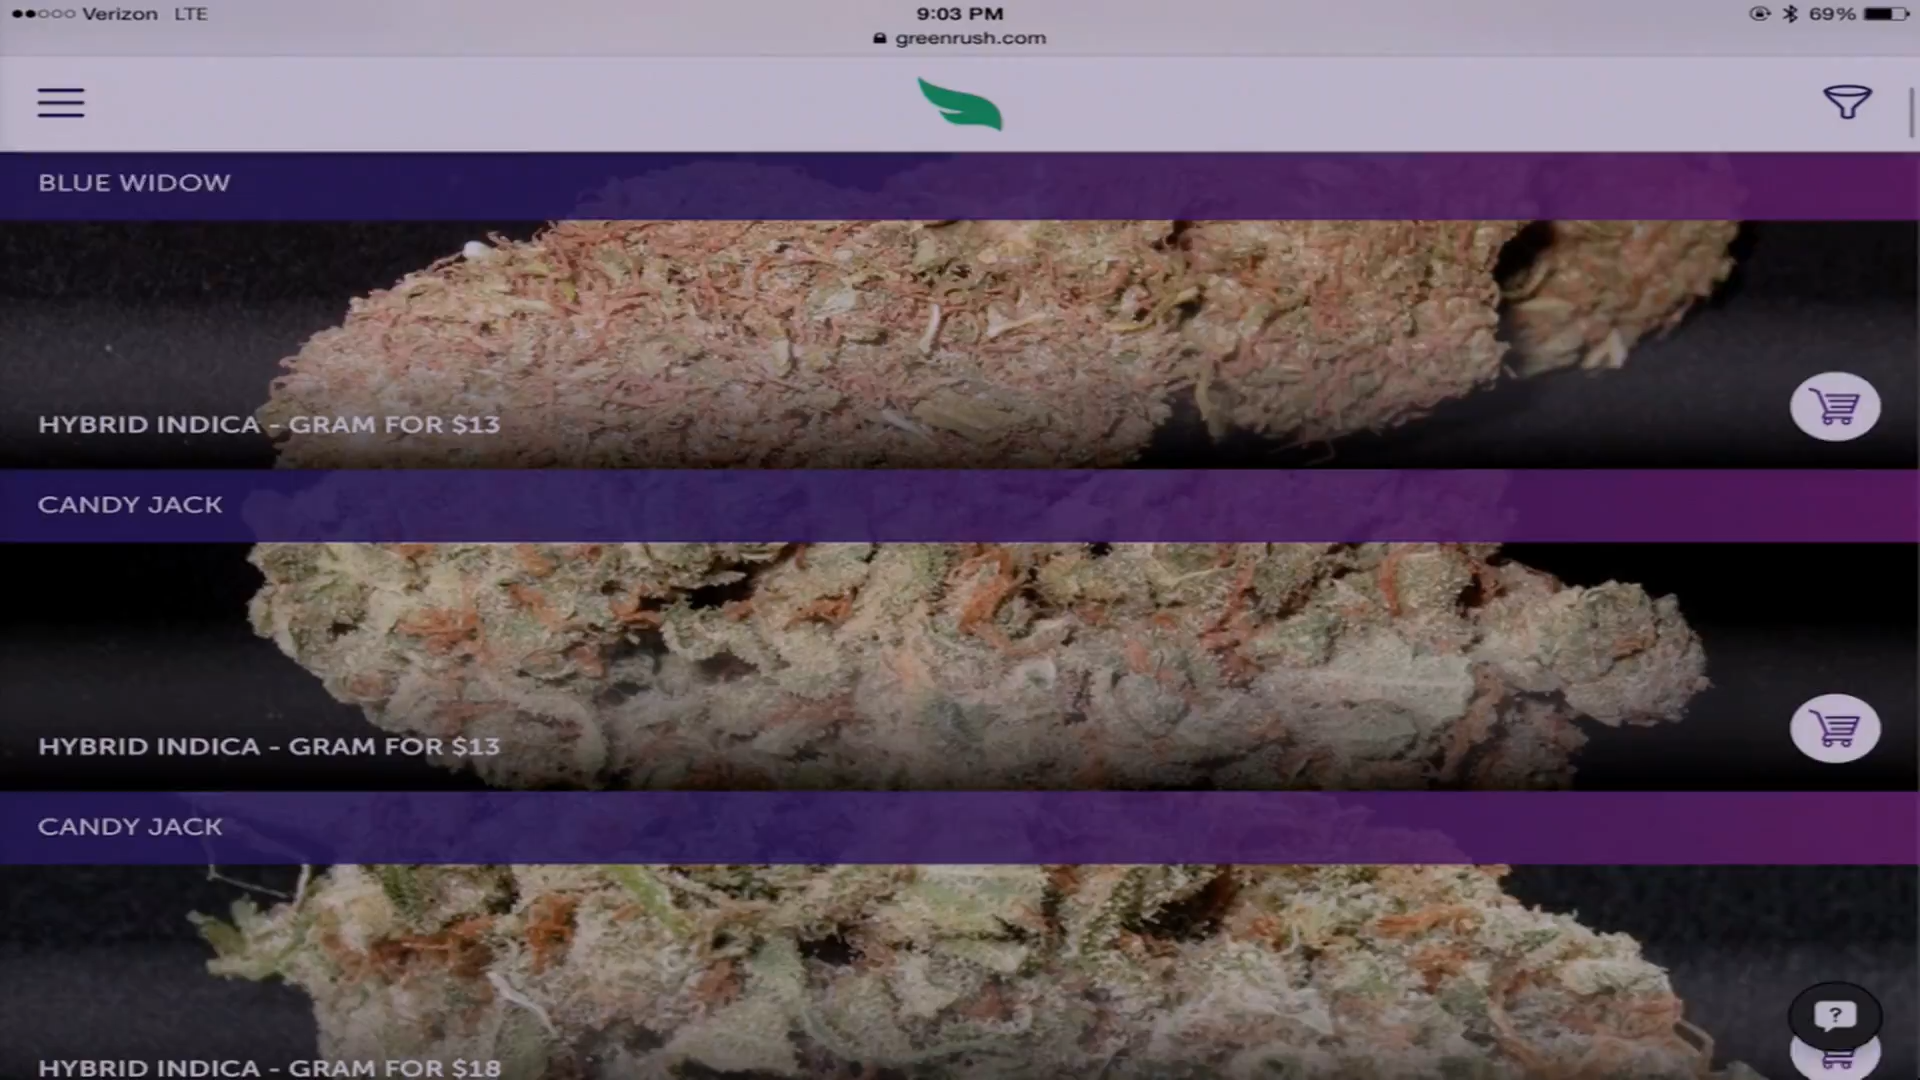 Verizon LTE
9:03 PM
69%
greenrush.com
BLUE WIDOW
HYBRID INDICA - GRAM FOR $13
CANDY JACK
HYBRID INDICA - GRAM FOR $13
CANDY JACK
?
HYBRID INDICA - GRAM FOR $18